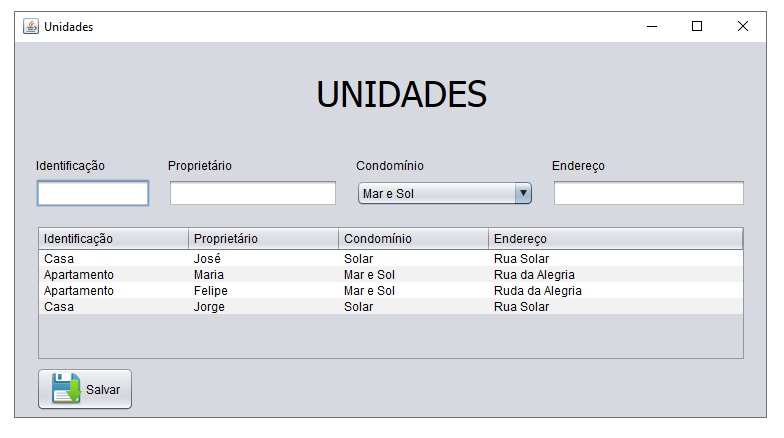 Unidades
UNIDADES
Identificação Proprietário Condomínio Endereço
Mar e Sol
Identificação Proprietário Condomínio Endereço
Casa José Solar Rua Solar
Apartamento Maria Mar e Sol Rua da Alegria
Apartamento Felipe Mar e Sol Ruda da Alegria
Casa Jorge Solar Rua Solar
Salvar